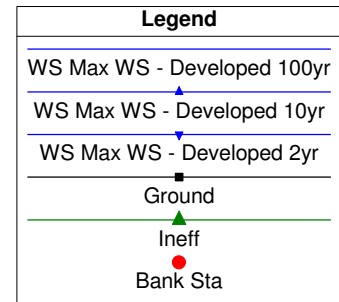 Legend
WS Max WS - Developed 100yr
WS Max WS - Developed 10yr
WS Max WS - Developed 2yr
Ground
Ineff
Bank Sta